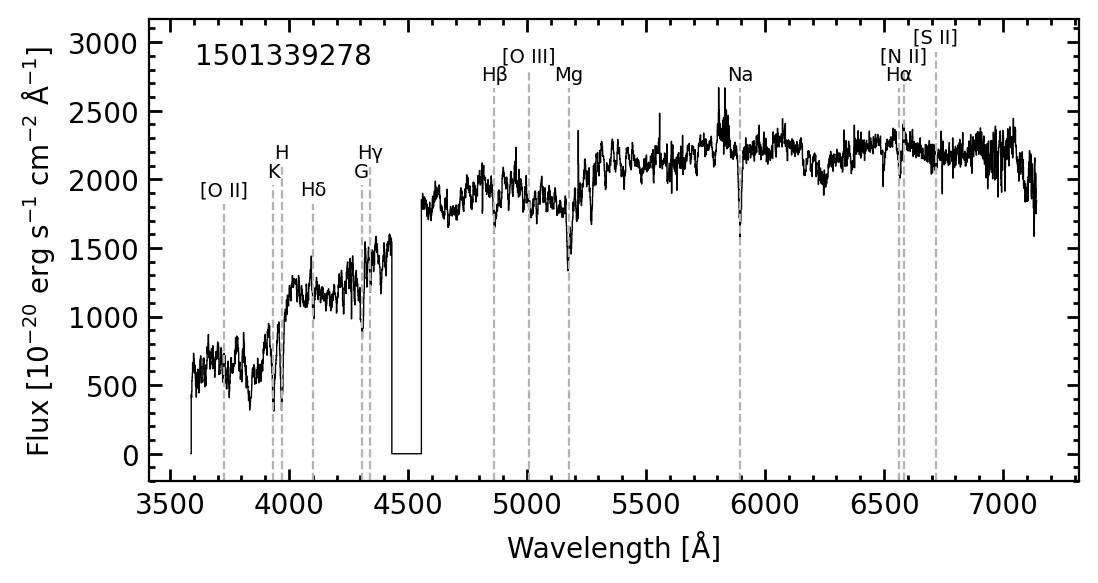 1501339278
[S II]
[O III]
[N II]
Hβ
Mg
Na
Hα
H
Hγ
K
G
[O II]
Hδ
3000
2500
2000
1500
1000
500
0
Flux [10⁻²⁰ erg s⁻¹ cm⁻² Å⁻¹]
3500 4000 4500 5000 5500 6000 6500 7000
Wavelength [Å]